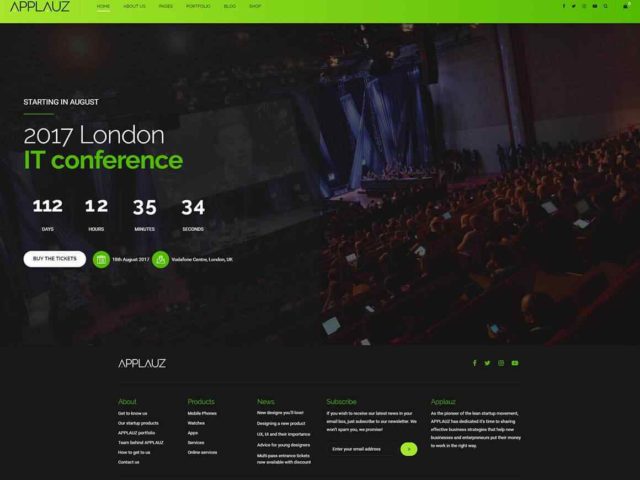 APPLAUZ
HOME ABOUT US PAGES PORTFOLIO BLOG SHOP
STARTING IN AUGUST
2017 London
IT conference
112 12 35 34
DAYS HOURS MINUTES SECONDS
BUY THE TICKETS 18th August 2017 Vodafone Centre, London, UK
APPLAUZ
About
Get to know us
Our startup products
APPLAUZ portfolio
Team behind APPLAUZ
How to get to us
Contact us
Products
Mobile Phones
Watches
Apps
Services
Online services
News
New designs you'll love!
Designing a new product
UX, UI and their importance
Advice for young designers
Multi-pass entrance tickets
now available with discount
Subscribe
If you wish to receive our latest news in your
email box, just subscribe to our newsletter. We
won't spam you, we promise!
Enter your email address >
Applauz
As the pioneer of the lean startup movement,
APPLAUZ has dedicated it's time to sharing
effective business strategies that help new
businesses and enterpreneurs put their money
to work in the right way.